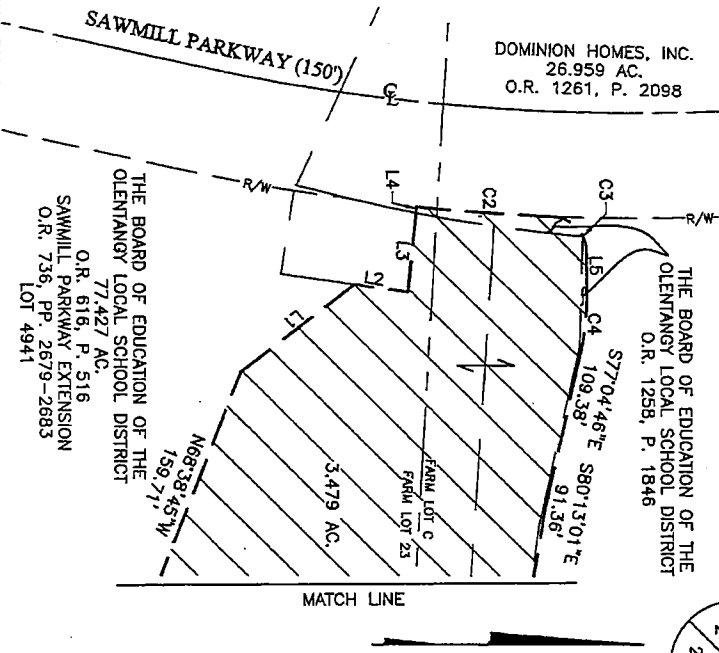 SAWMILL PARKWAY (150')
DOMINION HOMES, INC.
26.959 AC.
O.R. 1261, P. 2098
CL
R/W
R/W
L4
C2
C3
L3
L5
L2
C4
L1
THE BOARD OF EDUCATION OF THE
OLENTANGY LOCAL SCHOOL DISTRICT
O.R. 1258, P. 1846
S77°04'46"E
109.38'
S80°13'01"E
91.36'
THE BOARD OF EDUCATION OF THE
OLENTANGY LOCAL SCHOOL DISTRICT
77.427 AC.
O.R. 616, P. 516
SAWMILL PARKWAY EXTENSION
O.R. 736, PP. 2679-2683
LOT 4941
N68°38'45"W
159.71'
3.479 AC.
FARM LOT C
FARM LOT 23
MATCH LINE